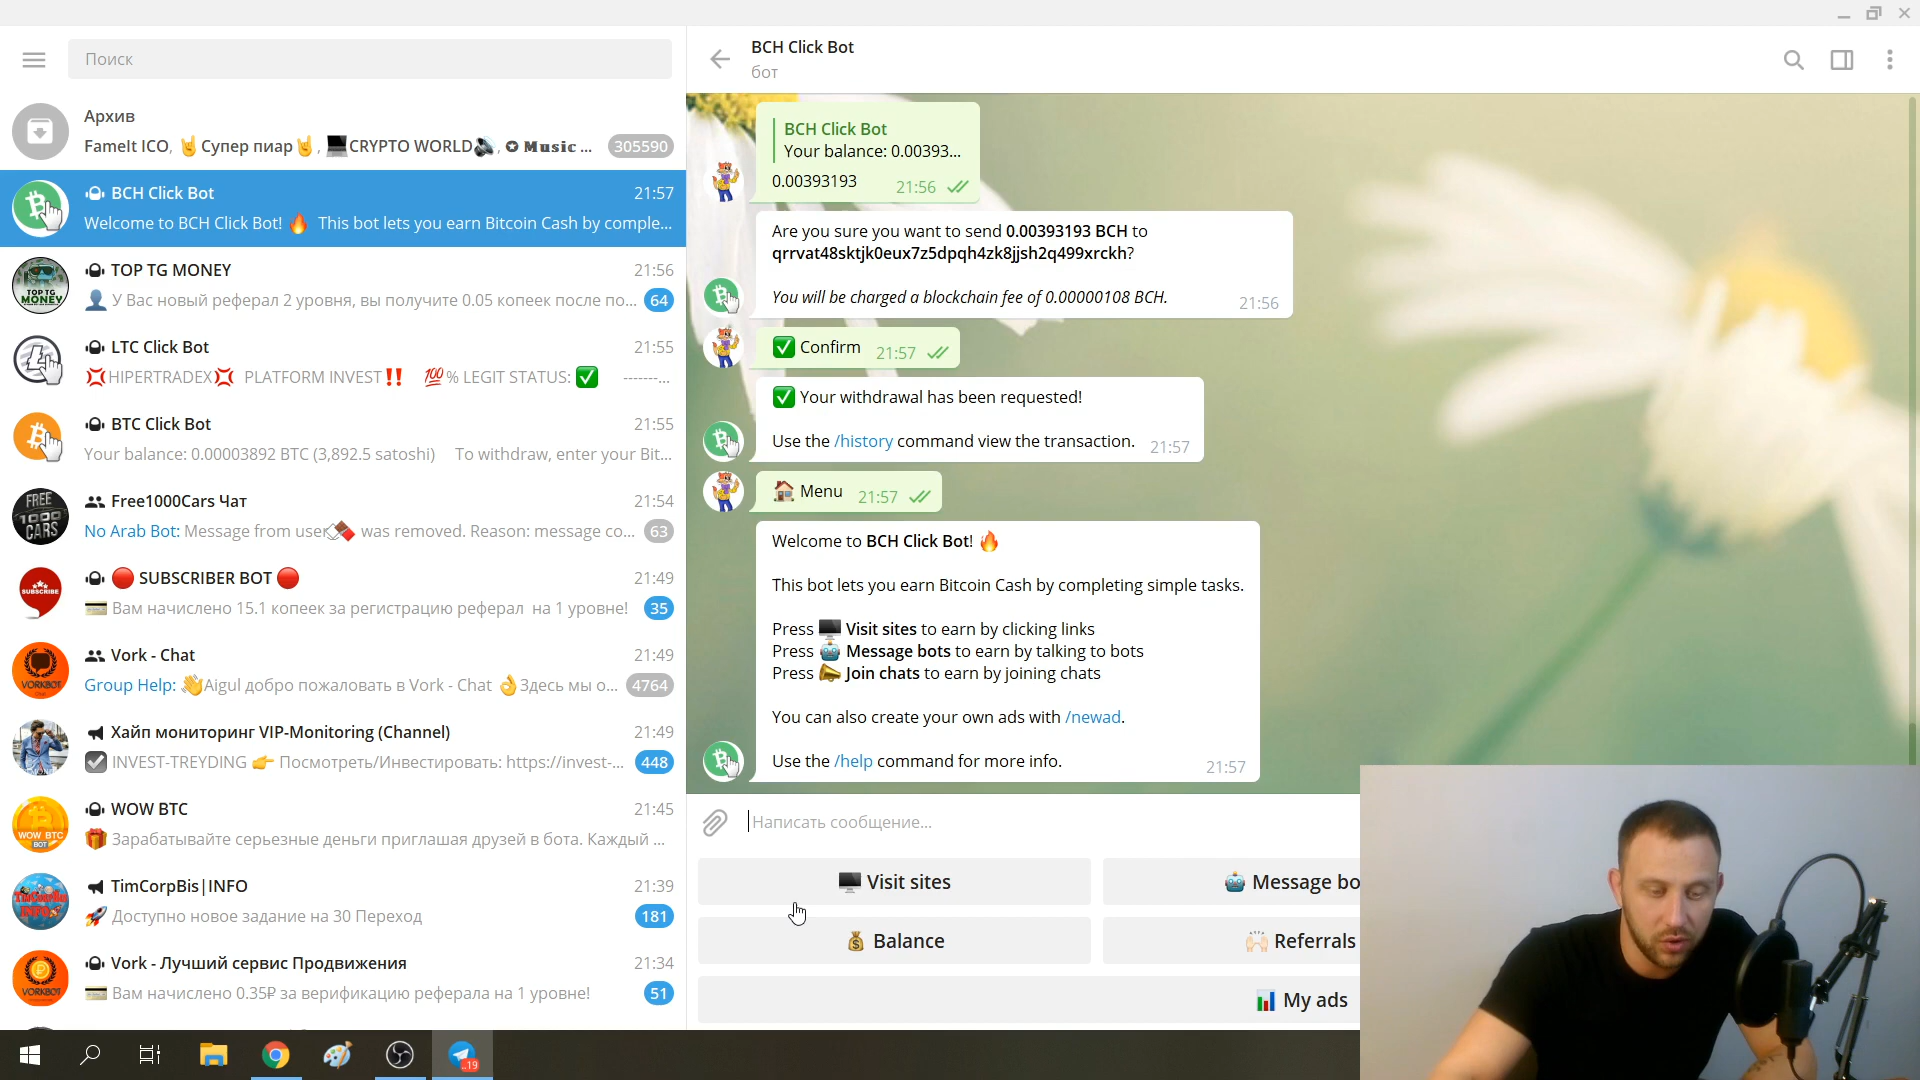 Поиск
Архив
Famelt ICO, 🤘Супер пиар🤘, 💻CRYPTO WORLD🔊, ✪ Music ...
305590
BCH Click Bot
21:57
Welcome to BCH Click Bot! 🔥 This bot lets you earn Bitcoin Cash by comple...
TOP TG MONEY
21:56
👤 У Вас новый реферал 2 уровня, вы получите 0.05 копеек после по...
64
TOP TG
MONEY
LTC Click Bot
21:55
💢HIPERTRADEX💢 PLATFORM INVEST‼️ 💯% LEGIT STATUS:✅ -------...
BTC Click Bot
21:55
Your balance: 0.00003892 BTC (3,892.5 satoshi) To withdraw, enter your Bit...
Free1000Cars Чат
21:54
No Arab Bot: Message from user was removed. Reason: message co...
63
FREE
1000
CARS
🔴 SUBSCRIBER BOT 🔴
21:49
💳 Вам начислено 15.1 копеек за регистрацию реферал на 1 уровне!
35
SUBSCRIBE
Vork - Chat
21:49
Group Help: 👋Aigul добро пожаловать в Vork - Chat 👌Здесь мы о...
4764
VORKBOT
Хайп мониторинг VIP-Monitoring (Channel)
21:49
☑ INVEST-TREYDING 👉 Посмотреть/Инвестировать: https://invest-...
448
WOW BTC
21:45
🎁 Зарабатывайте серьезные деньги приглашая друзей в бота. Каждый ...
WOW BTC
BOT
TimCorpBis|INFO
21:39
🚀 Доступно новое задание на 30 Переход
181
TimCorpBis
INFO
Vork - Лучший сервис Продвижения
21:34
💳 Вам начислено 0.35₽ за верификацию реферала на 1 уровне!
51
VORKBOT
BCH Click Bot
бот
BCH Click Bot
Your balance: 0.00393...
0.00393193
21:56
Are you sure you want to send 0.00393193 BCH to
qrrvat48sktjk0eux7z5dpqh4zk8jjsh2q499xrckh?
You will be charged a blockchain fee of 0.00000108 BCH.
21:56
✅ Confirm 21:57
✅ Your withdrawal has been requested!
Use the /history command view the transaction.
21:57
🏠 Menu 21:57
Welcome to BCH Click Bot! 🔥
This bot lets you earn Bitcoin Cash by completing simple tasks.
Press 🖥 Visit sites to earn by clicking links
Press 🤖 Message bots to earn by talking to bots
Press 📣 Join chats to earn by joining chats
You can also create your own ads with /newad.
Use the /help command for more info.
21:57
Написать сообщение...
🖥 Visit sites
🤖 Message bo
💰 Balance
🙌🏻 Referrals
📊 My ads
..19